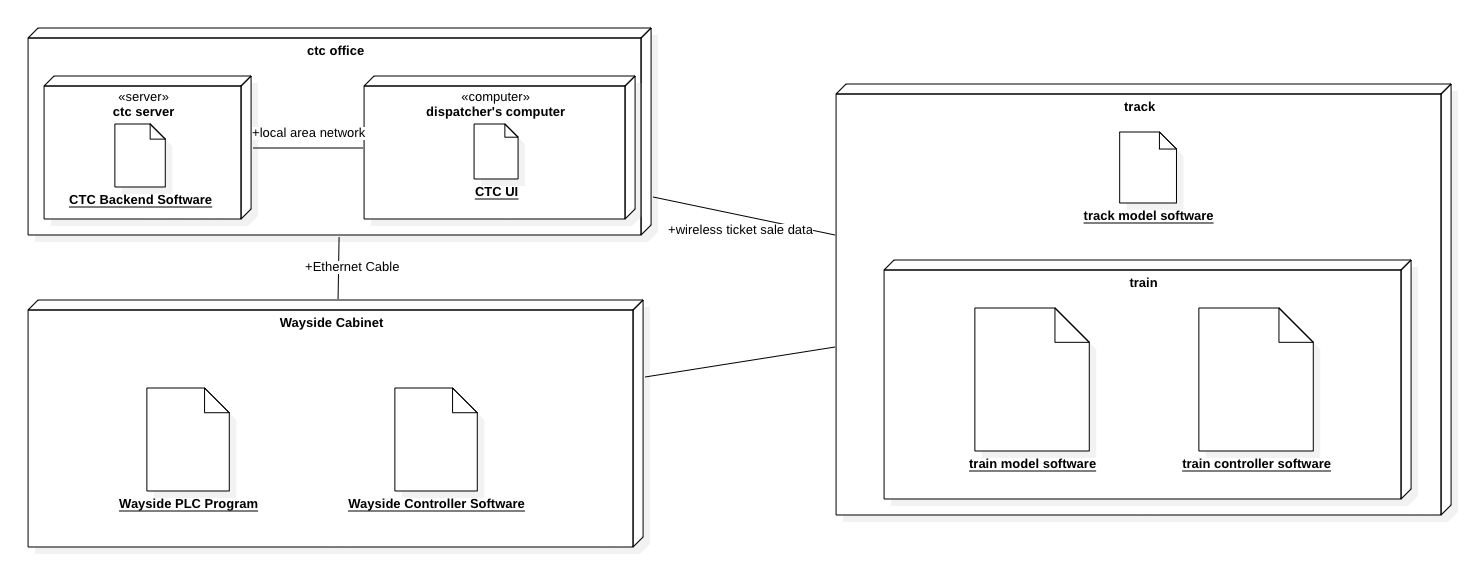 ctc office
«server»
ctc server
CTC Backend Software
+local area network
«computer»
dispatcher's computer
CTC UI
+wireless ticket sale data
+Ethernet Cable
Wayside Cabinet
Wayside PLC Program
Wayside Controller Software
track
track model software
train
train model software
train controller software